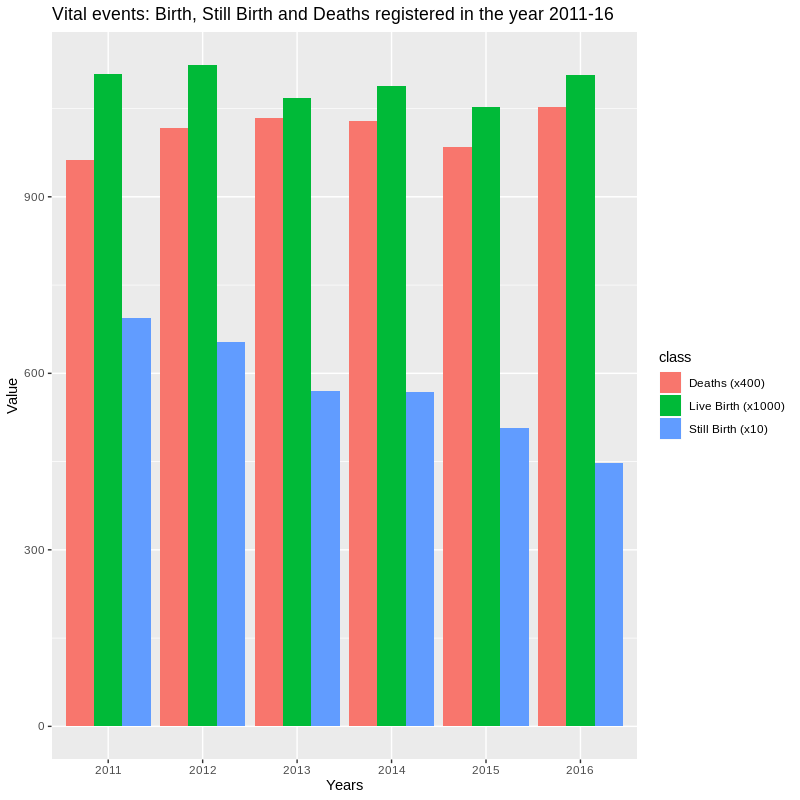 Vital events: Birth, Still Birth and Deaths registered in the year 2011-16
Value
900
600
300
0
2011 2012 2013 2014 2015 2016
Years
class
Deaths (x400)
Live Birth (x1000)
Still Birth (x10)